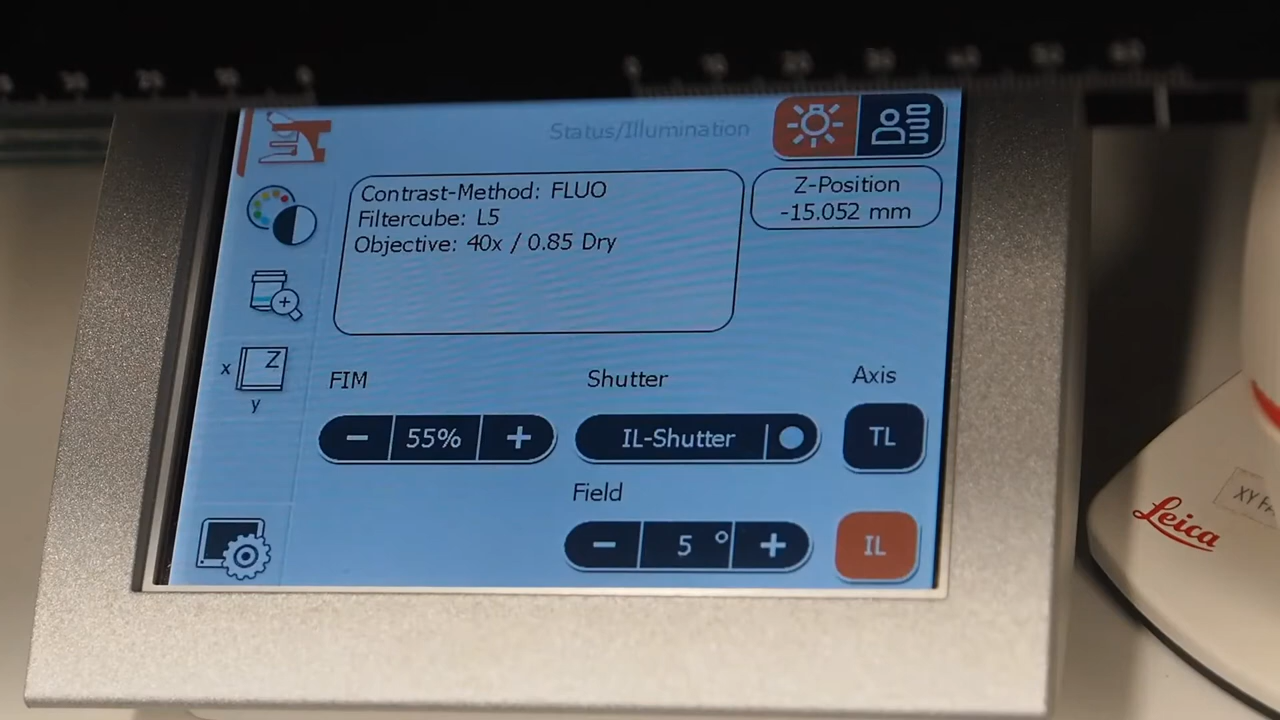 Status/Illumination
Contrast-Method: FLUO
Filtercube: L5
Objective: 40x / 0.85 Dry
Z-Position
-15.052 mm
x Z
y
FIM
Shutter
Axis
− 55% +
IL-Shutter
TL
Field
− 5 ° +
IL
Leica
XY